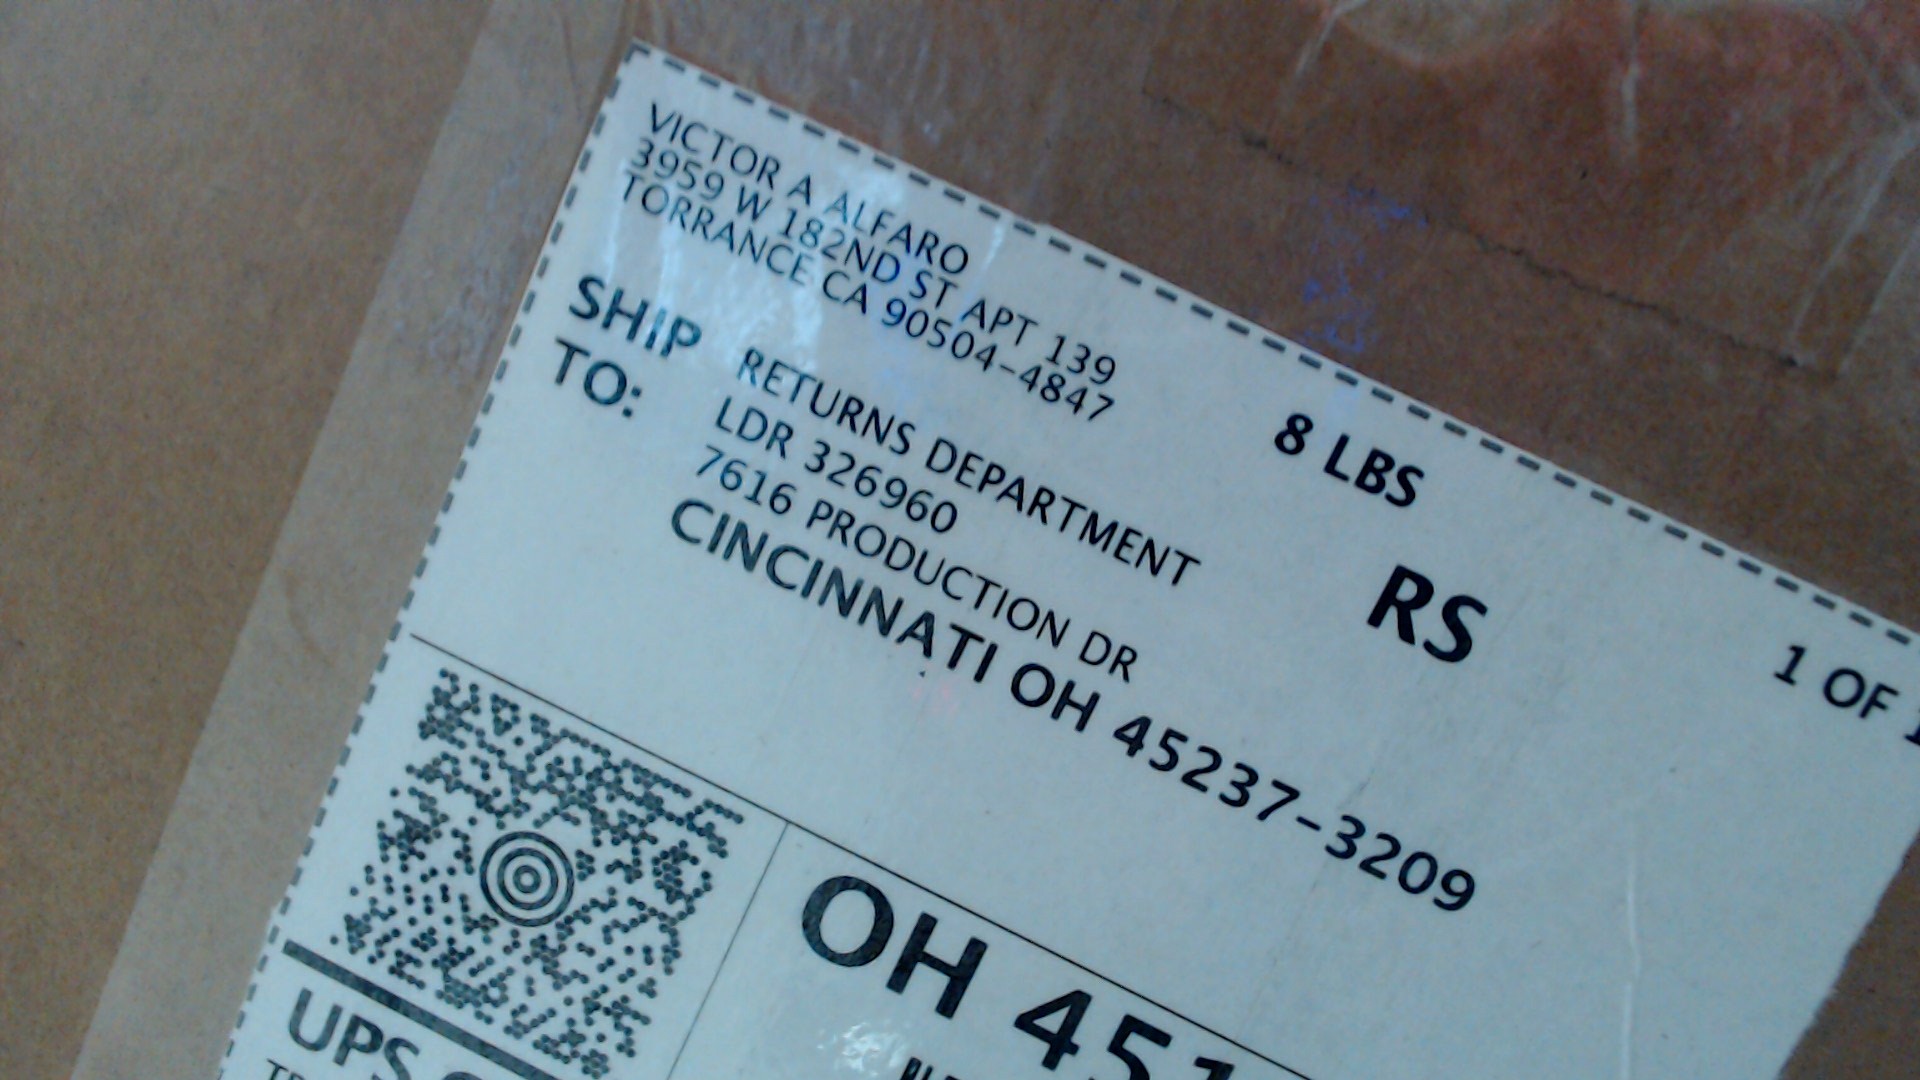 VICTOR A ALFARO
3959 W 182ND ST APT 139
TORRANCE CA 90504-4847
8 LBS
RS
1 OF
SHIP
TO:
RETURNS DEPARTMENT
LDR 326960
7616 PRODUCTION DR
CINCINNATI OH 45237-3209
OH 451
UPS